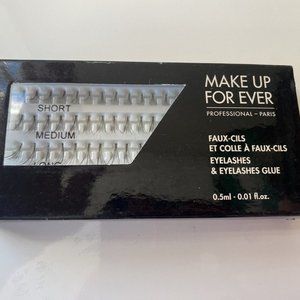 SHORT
MEDIUM
LONG
MAKE UP
FOR EVER
PROFESSIONAL – PARIS
FAUX-CILS
ET COLLE À FAUX-CILS
EYELASHES
& EYELASHES GLUE
0.5ml - 0.01 fl.oz.